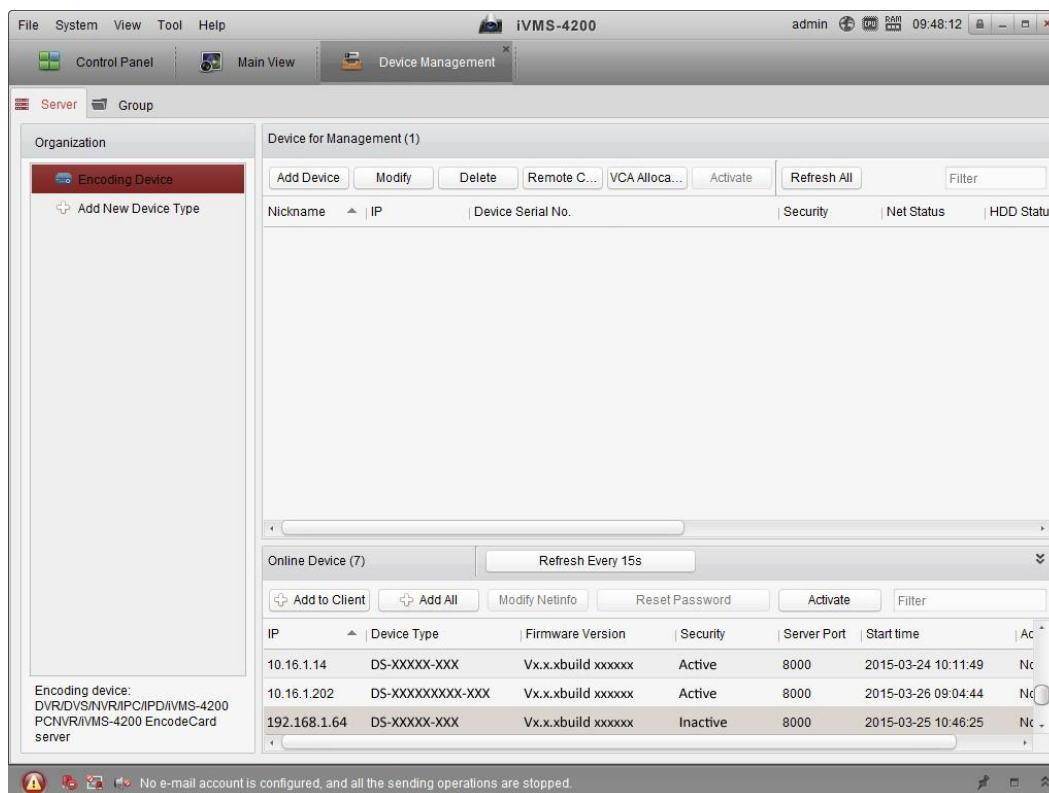 File System View Tool Help iVMS-4200 admin CPU RAM 09:48:12
Control Panel Main View Device Management
Server Group
Organization
Encoding Device
Add New Device Type
Encoding device:
DVR/DVS/NVR/IPC/IPD/iVMS-4200
PCNVR/iVMS-4200 EncodeCard
server
Device for Management (1)
Add Device Modify Delete Remote C... VCA Alloca... Activate Refresh All Filter
Nickname IP Device Serial No. Security Net Status HDD Statu
Online Device (7) Refresh Every 15s
Add to Client Add All Modify Netinfo Reset Password Activate Filter
IP Device Type Firmware Version Security Server Port Start time Ac
10.16.1.14 DS-XXXXX-XXX Vx.x.xbuild xxxxxx Active 8000 2015-03-24 10:11:49 Nc
10.16.1.202 DS-XXXXXXXXX-XXX Vx.x.xbuild xxxxxx Active 8000 2015-03-26 09:04:44 Nc
192.168.1.64 DS-XXXXX-XXX Vx.x.xbuild xxxxxx Inactive 8000 2015-03-25 10:46:25 Nc
No e-mail account is configured, and all the sending operations are stopped.